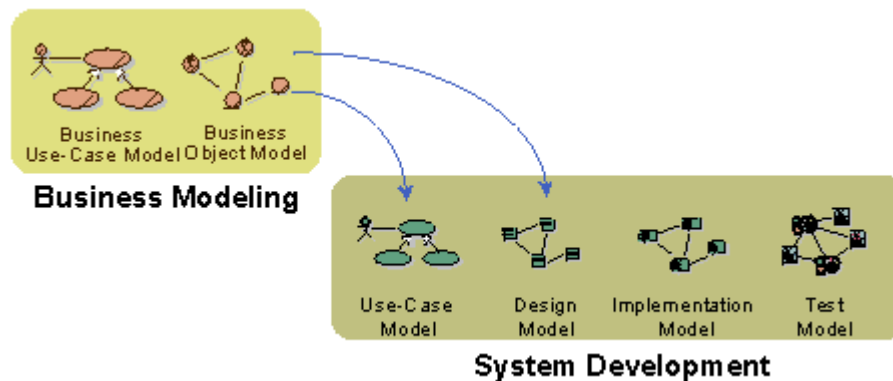 Business
Use-Case Model
Business
Object Model
Business Modeling
Use-Case
Model
Design
Model
Implementation
Model
Test
Model
System Development